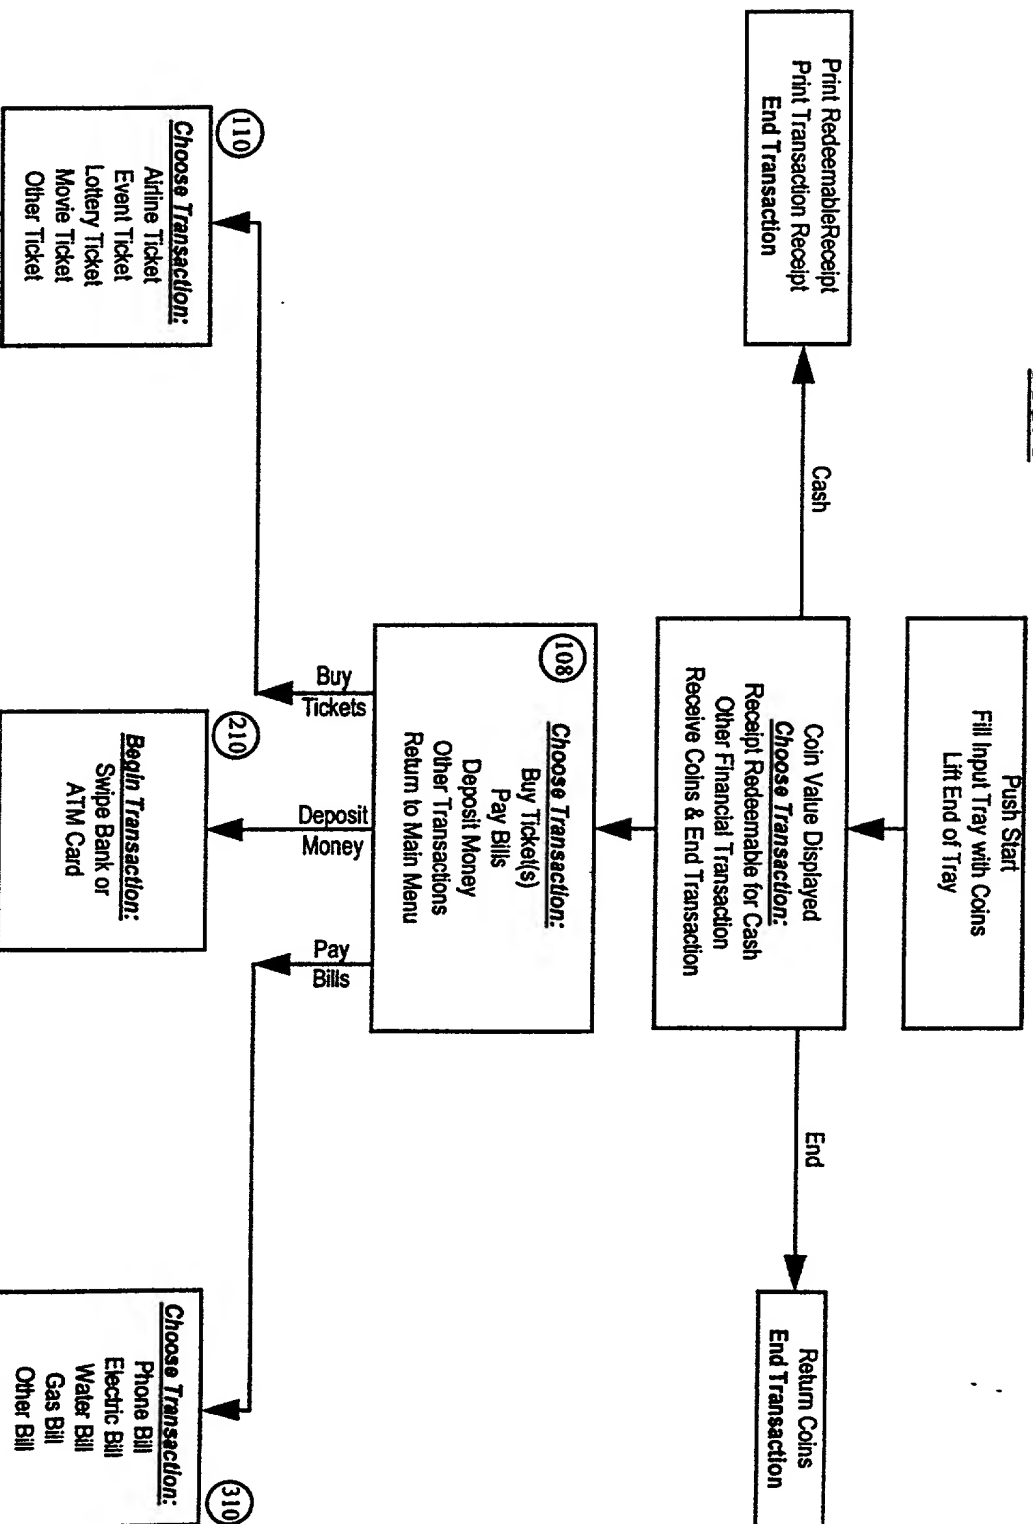 Push Start
Fill Input Tray with Coins
Lift End of Tray
Coin Value Displayed
Choose Transaction:
Receipt Redeemable for Cash
Other Financial Transaction
Receive Coins & End Transaction
Cash
Print RedeemableReceipt
Print Transaction Receipt
End Transaction
End
Return Coins
End Transaction
108
Choose Transaction:
Buy Ticket(s)
Pay Bills
Deposit Money
Other Transactions
Return to Main Menu
Buy
Tickets
Deposit
Money
Pay
Bills
110
Choose Transaction:
Airline Ticket
Event Ticket
Lottery Ticket
Movie Ticket
Other Ticket
210
Begin Transaction:
Swipe Bank or
ATM Card
310
Choose Transaction:
Phone Bill
Electric Bill
Water Bill
Gas Bill
Other Bill